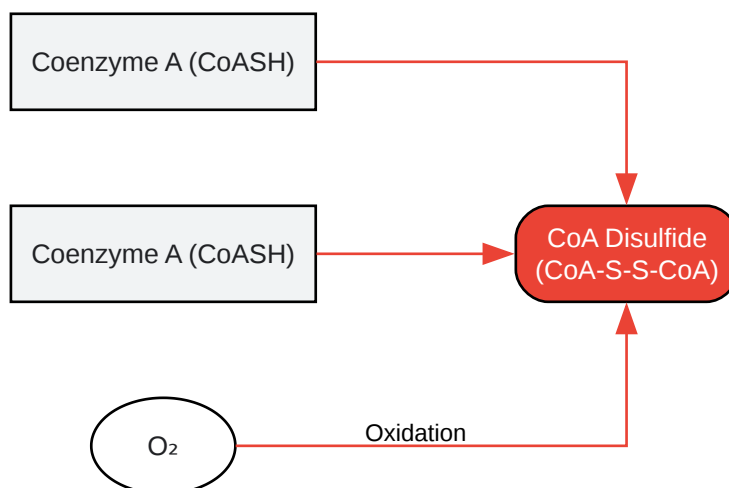 Coenzyme A (CoASH)
Coenzyme A (CoASH)
CoA Disulfide
(CoA-S-S-CoA)
Oxidation
O₂